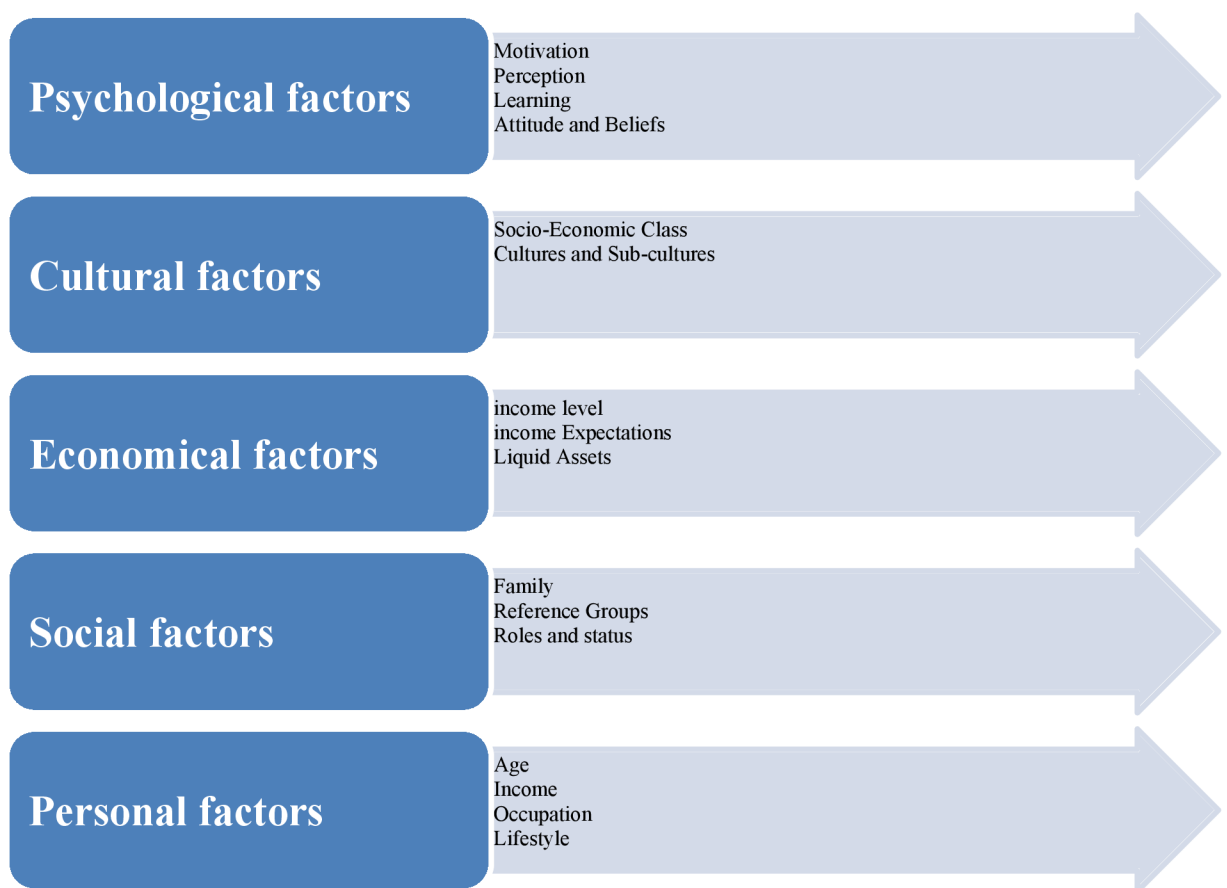 Psychological factors
Motivation
Perception
Learning
Attitude and Beliefs
Cultural factors
Socio-Economic Class
Cultures and Sub-cultures
Economical factors
income level
income Expectations
Liquid Assets
Social factors
Family
Reference Groups
Roles and status
Personal factors
Age
Income
Occupation
Lifestyle